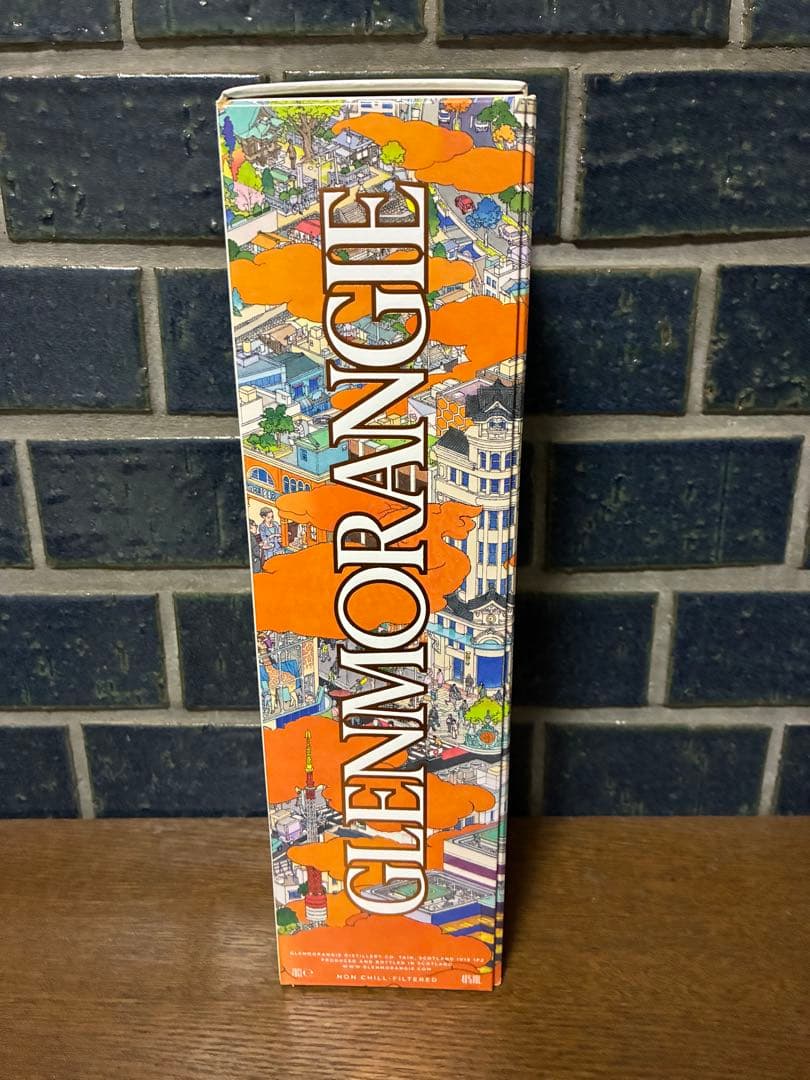 GLENMORANGIE
GLENMORANGIE DISTILLERY CO. TAIN, SCOTLAND IV19 1PZ
PRODUCED AND BOTTLED IN SCOTLAND
WWW.GLENMORANGIE.COM
70cl e
NON CHILL-FILTERED